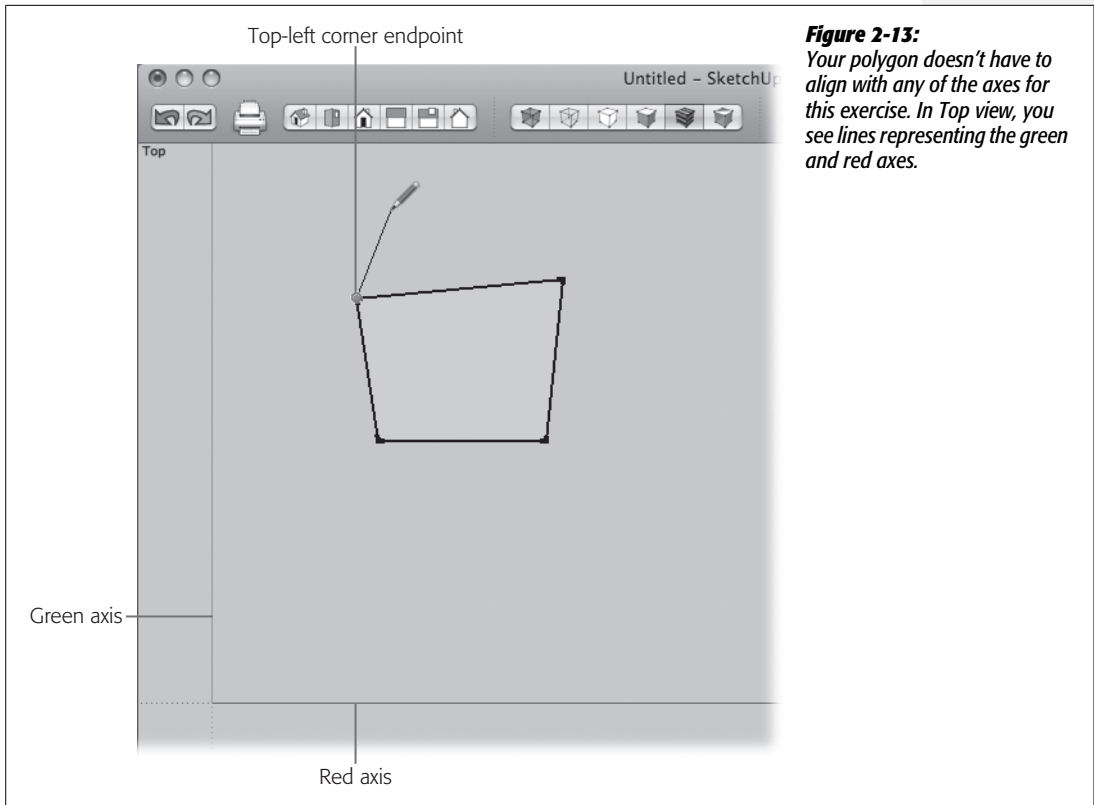 Top-left corner endpoint
Untitled – SketchUp
Top
Green axis
Red axis
Figure 2-13:
Your polygon doesn't have to
align with any of the axes for
this exercise. In Top view, you
see lines representing the green
and red axes.